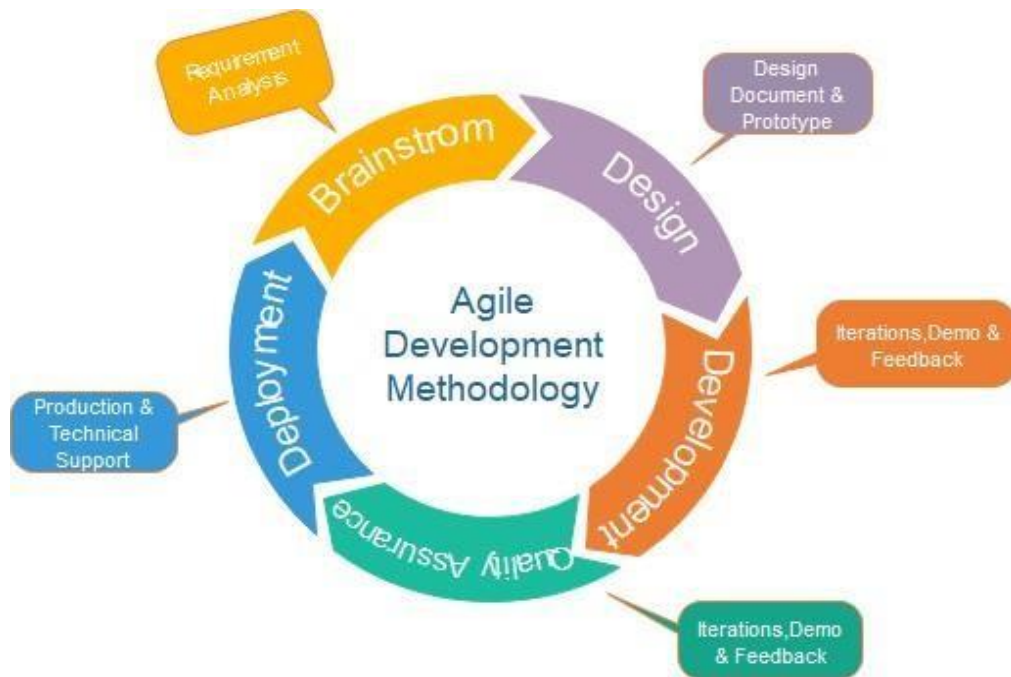 Requirement
Analysis
Brainstrom
Design
Document &
Prototype
Design
Iterations,Demo &
Feedback
Development
Iterations,Demo
& Feedback
Quality Assurance
Production &
Technical
Support
Deployment
Agile
Development
Methodology